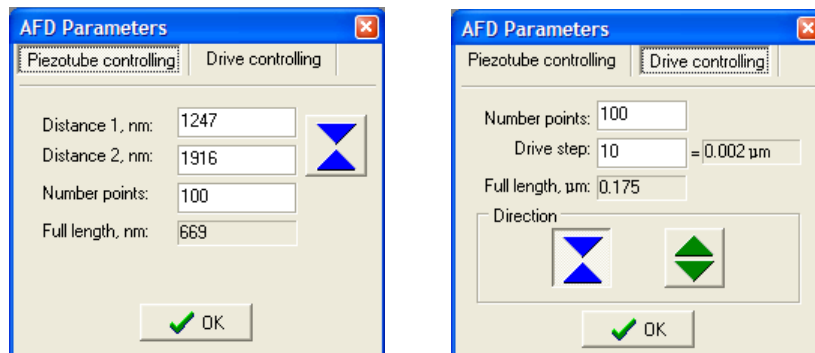 AFD Parameters
Piezotube controlling Drive controlling
Distance 1, nm: 1247
Distance 2, nm: 1916
Number points: 100
Full length, nm: 669
OK
AFD Parameters
Piezotube controlling Drive controlling
Number points: 100
Drive step: 10 = 0.002 µm
Full length, µm: 0.175
Direction
OK